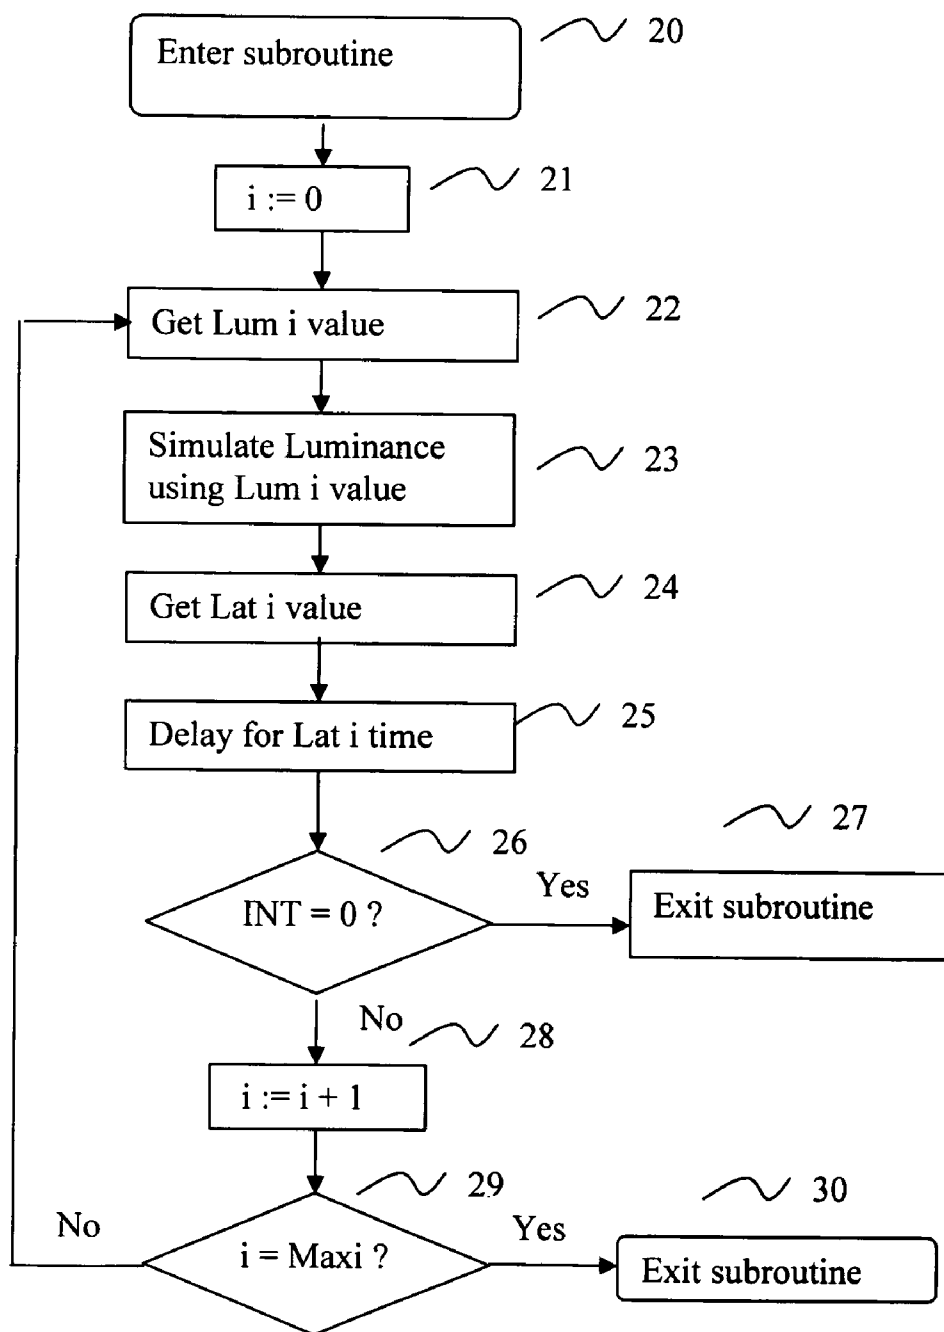 Enter subroutine
20
i := 0
21
Get Lum i value
22
Simulate Luminance
using Lum i value
23
Get Lat i value
24
Delay for Lat i time
25
INT = 0 ?
26
Yes
Exit subroutine
27
No
i := i + 1
28
i = Maxi ?
29
No
Yes
Exit subroutine
30